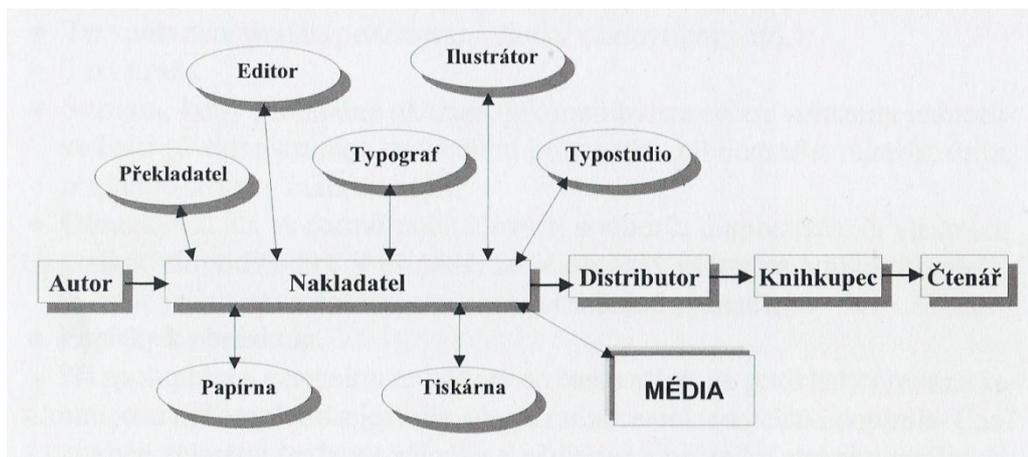 Ilustrátor
Editor
Typograf
Typostudio
Překladatel
Autor
Nakladatel
Distributor
Knihkupec
Čtenář
Papírna
Tiskárna
MÉDIA